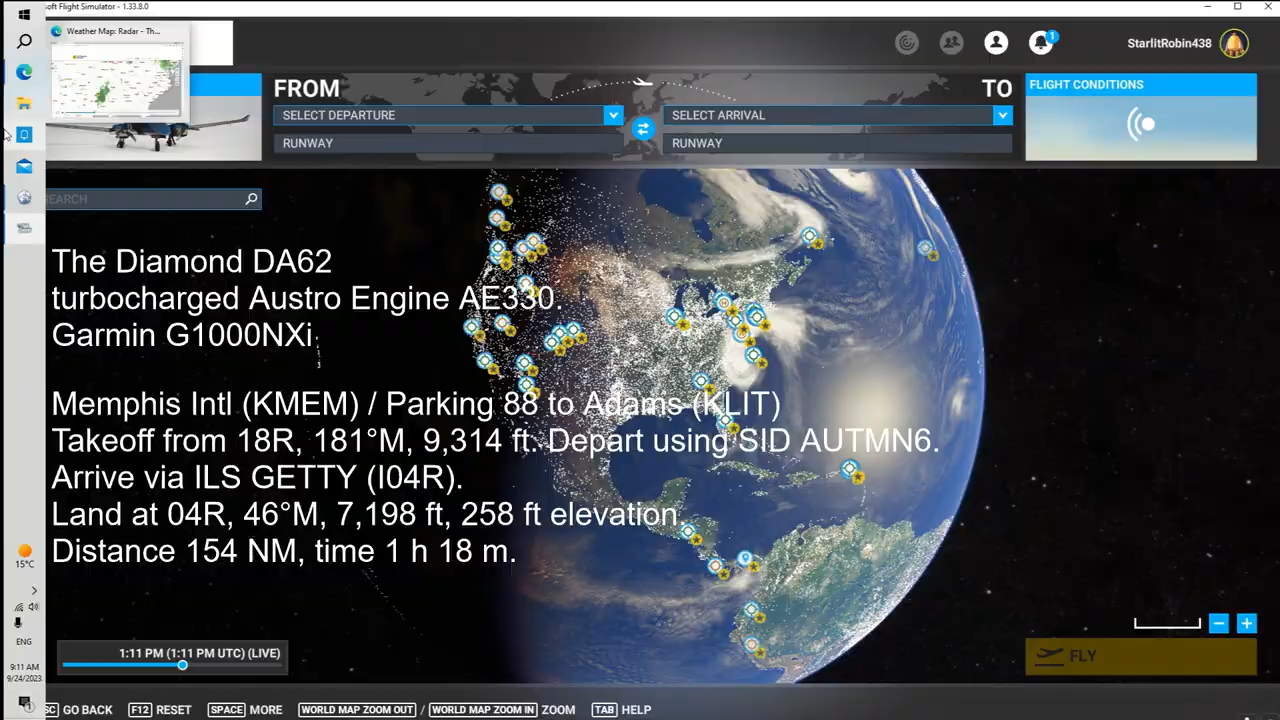 soft Flight Simulator - 1.33.8.0
Weather Map: Radar - Th...
1
StarlitRobin438
FROM
TO
FLIGHT CONDITIONS
SELECT DEPARTURE
SELECT ARRIVAL
RUNWAY
RUNWAY
SEARCH
The Diamond DA62
turbocharged Austro Engine AE330.
Garmin G1000NXi.
Memphis Intl (KMEM) / Parking 88 to Adams (KLIT)
Takeoff from 18R, 181°M, 9,314 ft. Depart using SID AUTMN6.
Arrive via ILS GETTY (I04R).
Land at 04R, 46°M, 7,198 ft, 258 ft elevation.
Distance 154 NM, time 1 h 18 m.
15°C
ENG
9:11 AM
9/24/2023
1:11 PM (1:11 PM UTC) (LIVE)
FLY
SC GO BACK F12 RESET SPACE MORE WORLD MAP ZOOM OUT / WORLD MAP ZOOM IN ZOOM TAB HELP